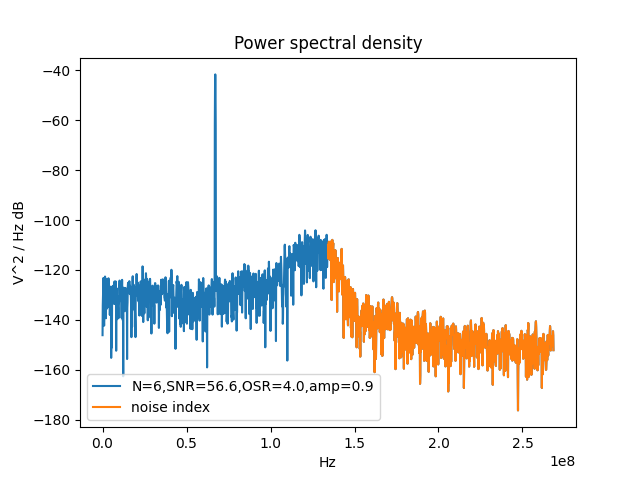 Power spectral density
V^2 / Hz dB
−40
−60
−80
−100
−120
−140
−160
−180
N=6,SNR=56.6,OSR=4.0,amp=0.9
noise index
0.0 0.5 1.0 1.5 2.0 2.5
1e8
Hz